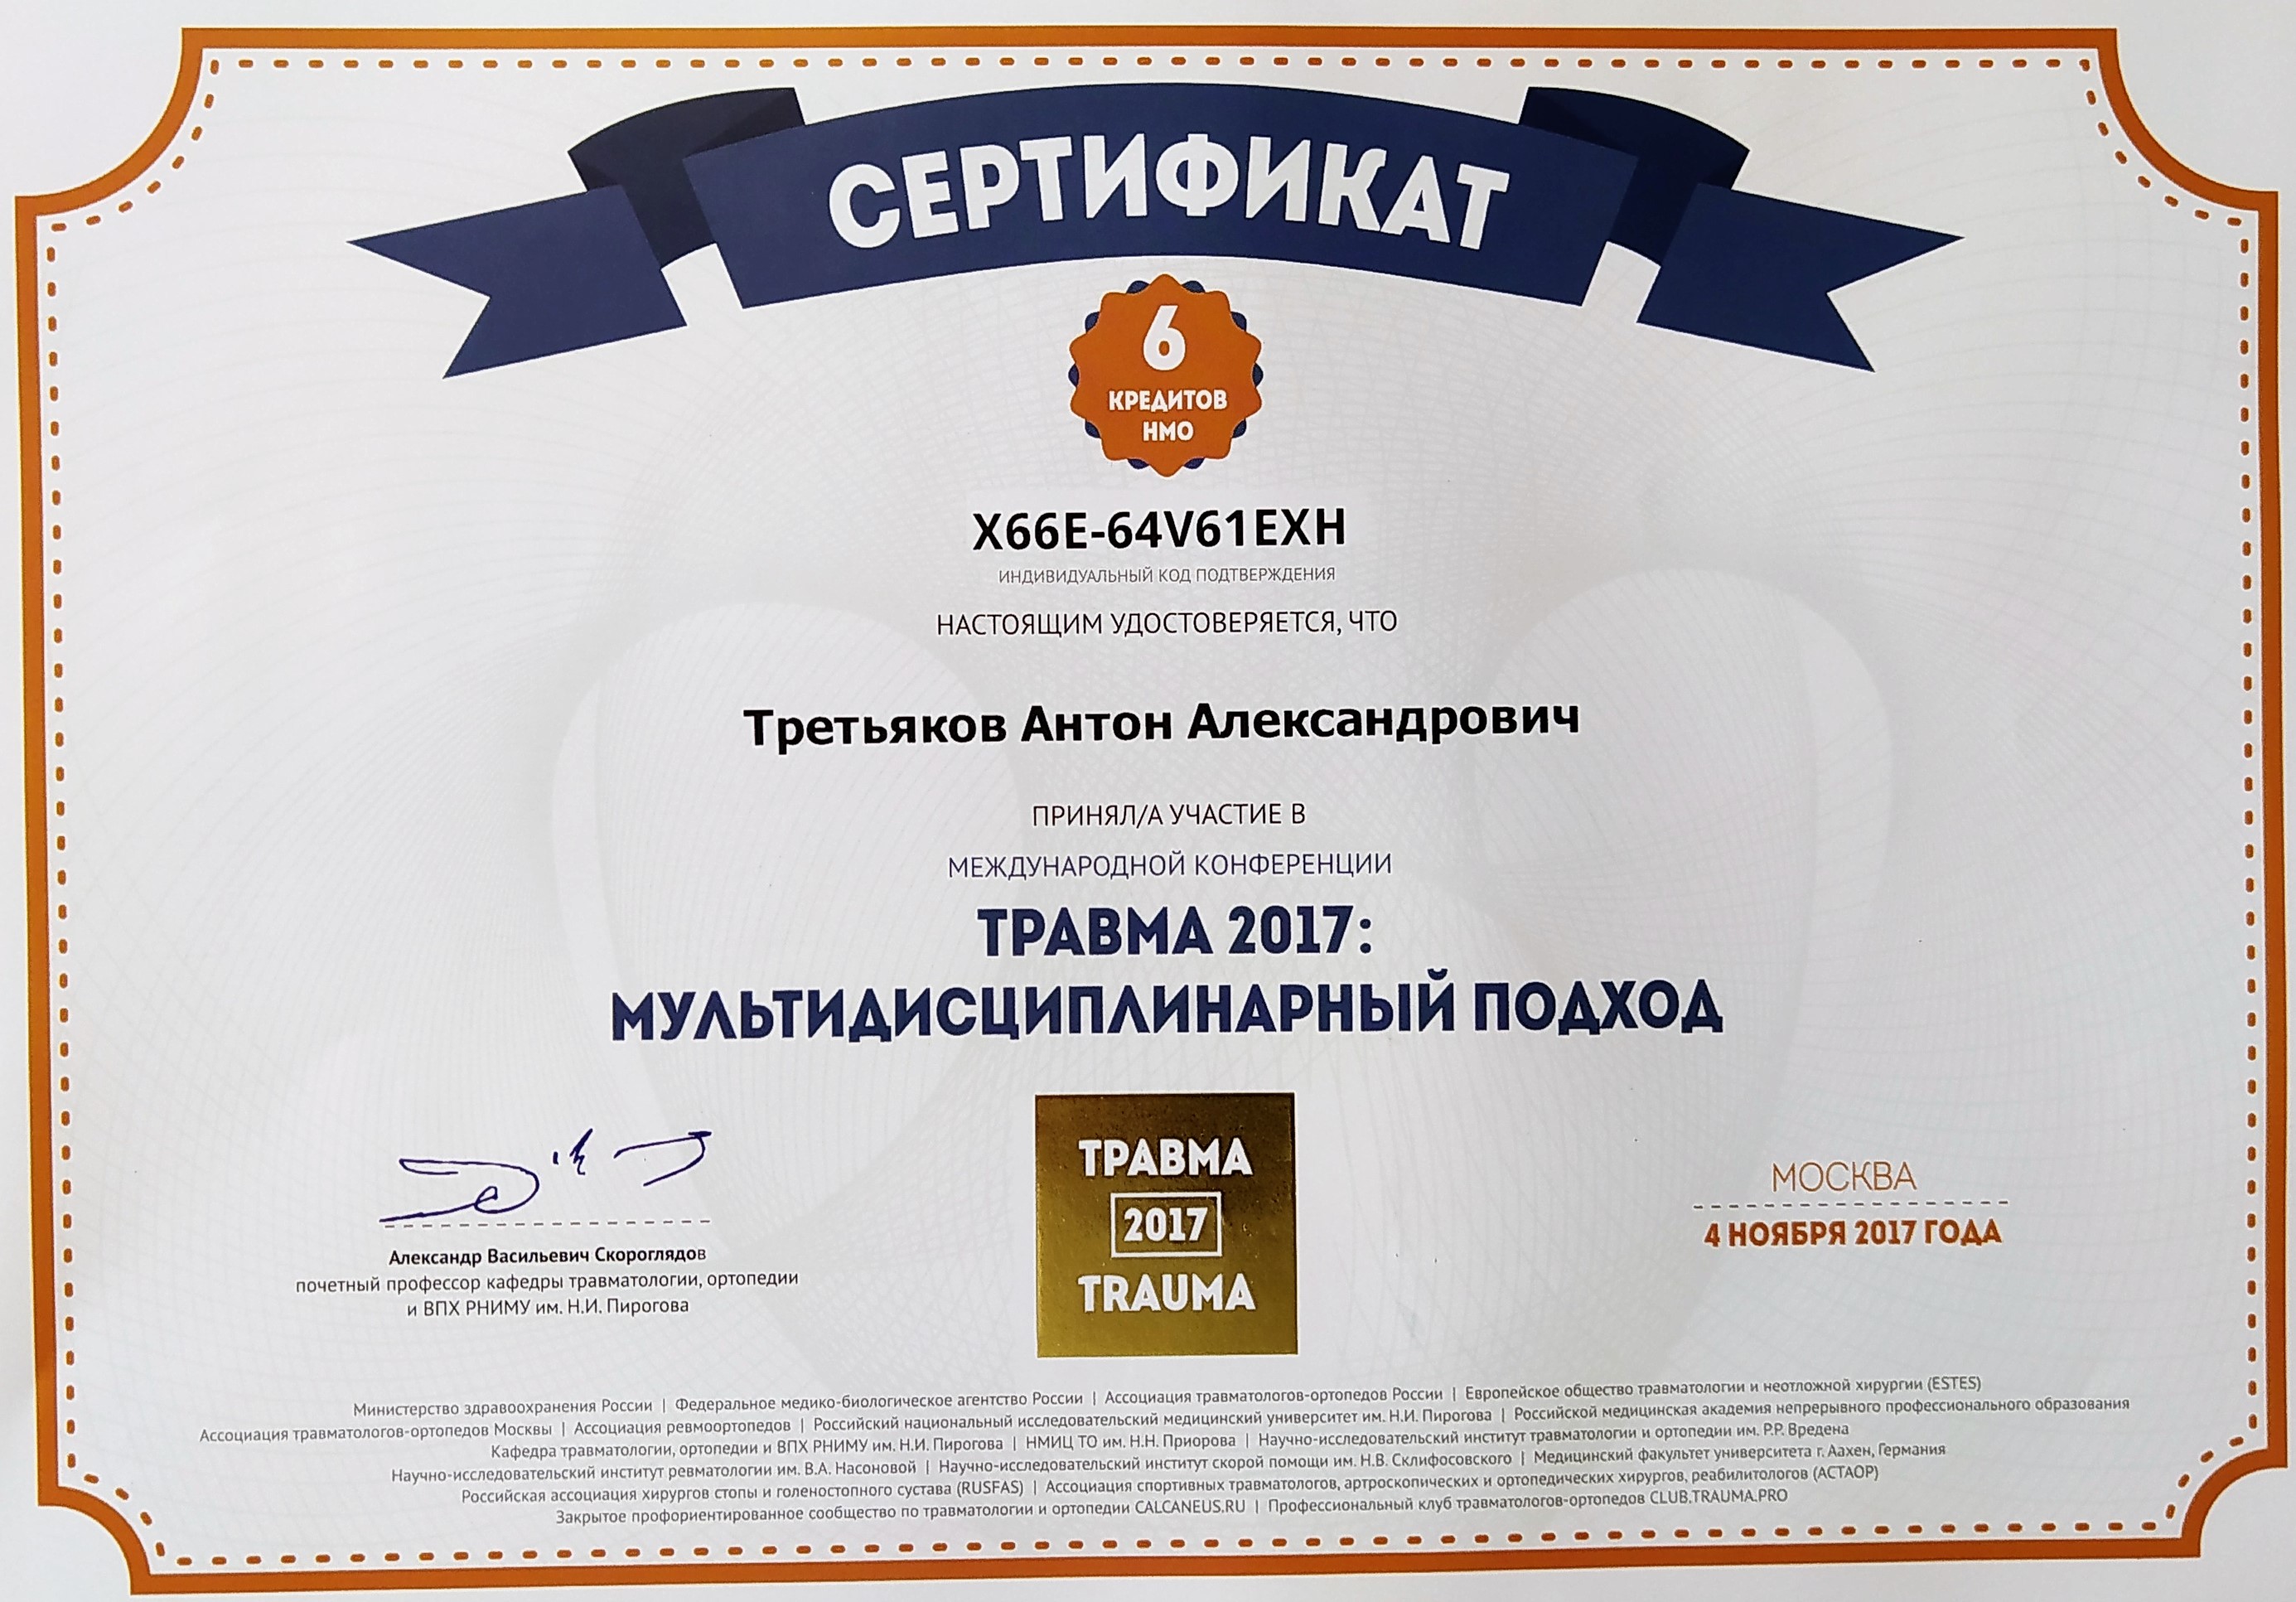 СЕРТИФИКАТ
6
КРЕДИТОВ
НМО
X66E-64V61EXH
ИНДИВИДУАЛЬНЫЙ КОД ПОДТВЕРЖДЕНИЯ
НАСТОЯЩИМ УДОСТОВЕРЯЕТСЯ, ЧТО
Третьяков Антон Александрович
ПРИНЯЛ/А УЧАСТИЕ В
МЕЖДУНАРОДНОЙ КОНФЕРЕНЦИИ
ТРАВМА 2017:
МУЛЬТИДИСЦИПЛИНАРНЫЙ ПОДХОД
Александр Васильевич Скороглядов
почетный профессор кафедры травматологии, ортопедии
и ВПХ РНИМУ им. Н.И. Пирогова
ТРАВМА
2017
TRAUMA
МОСКВА
4 НОЯБРЯ 2017 ГОДА
Министерство здравоохранения России | Федеральное медико-биологическое агентство России | Ассоциация травматологов-ортопедов России | Европейское общество травматологии и неотложной хирургии (ESTES)
Ассоциация травматологов-ортопедов Москвы | Ассоциация ревмоортопедов | Российский национальный исследовательский медицинский университет им. Н.И. Пирогова | Российской медицинская академия непрерывного профессионального образования
Кафедра травматологии, ортопедии и ВПХ РНИМУ им. Н.И. Пирогова | НМИЦ ТО им. Н.Н. Приорова | Научно-исследовательский институт травматологии и ортопедии им. Р.Р. Вредена
Научно-исследовательский институт ревматологии им. В.А. Насоновой | Научно-исследовательский институт скорой помощи им. Н.В. Склифосовского | Медицинский факультет университета г. Аахен, Германия
Российская ассоциация хирургов стопы и голеностопного сустава (RUSFAS) | Ассоциация спортивных травматологов, артроскопических и ортопедических хирургов, реабилитологов (АСТАОР)
Закрытое профориентированное сообщество по травматологии и ортопедии CALCANEUS.RU | Профессиональный клуб травматологов-ортопедов CLUB.TRAUMA.PRO